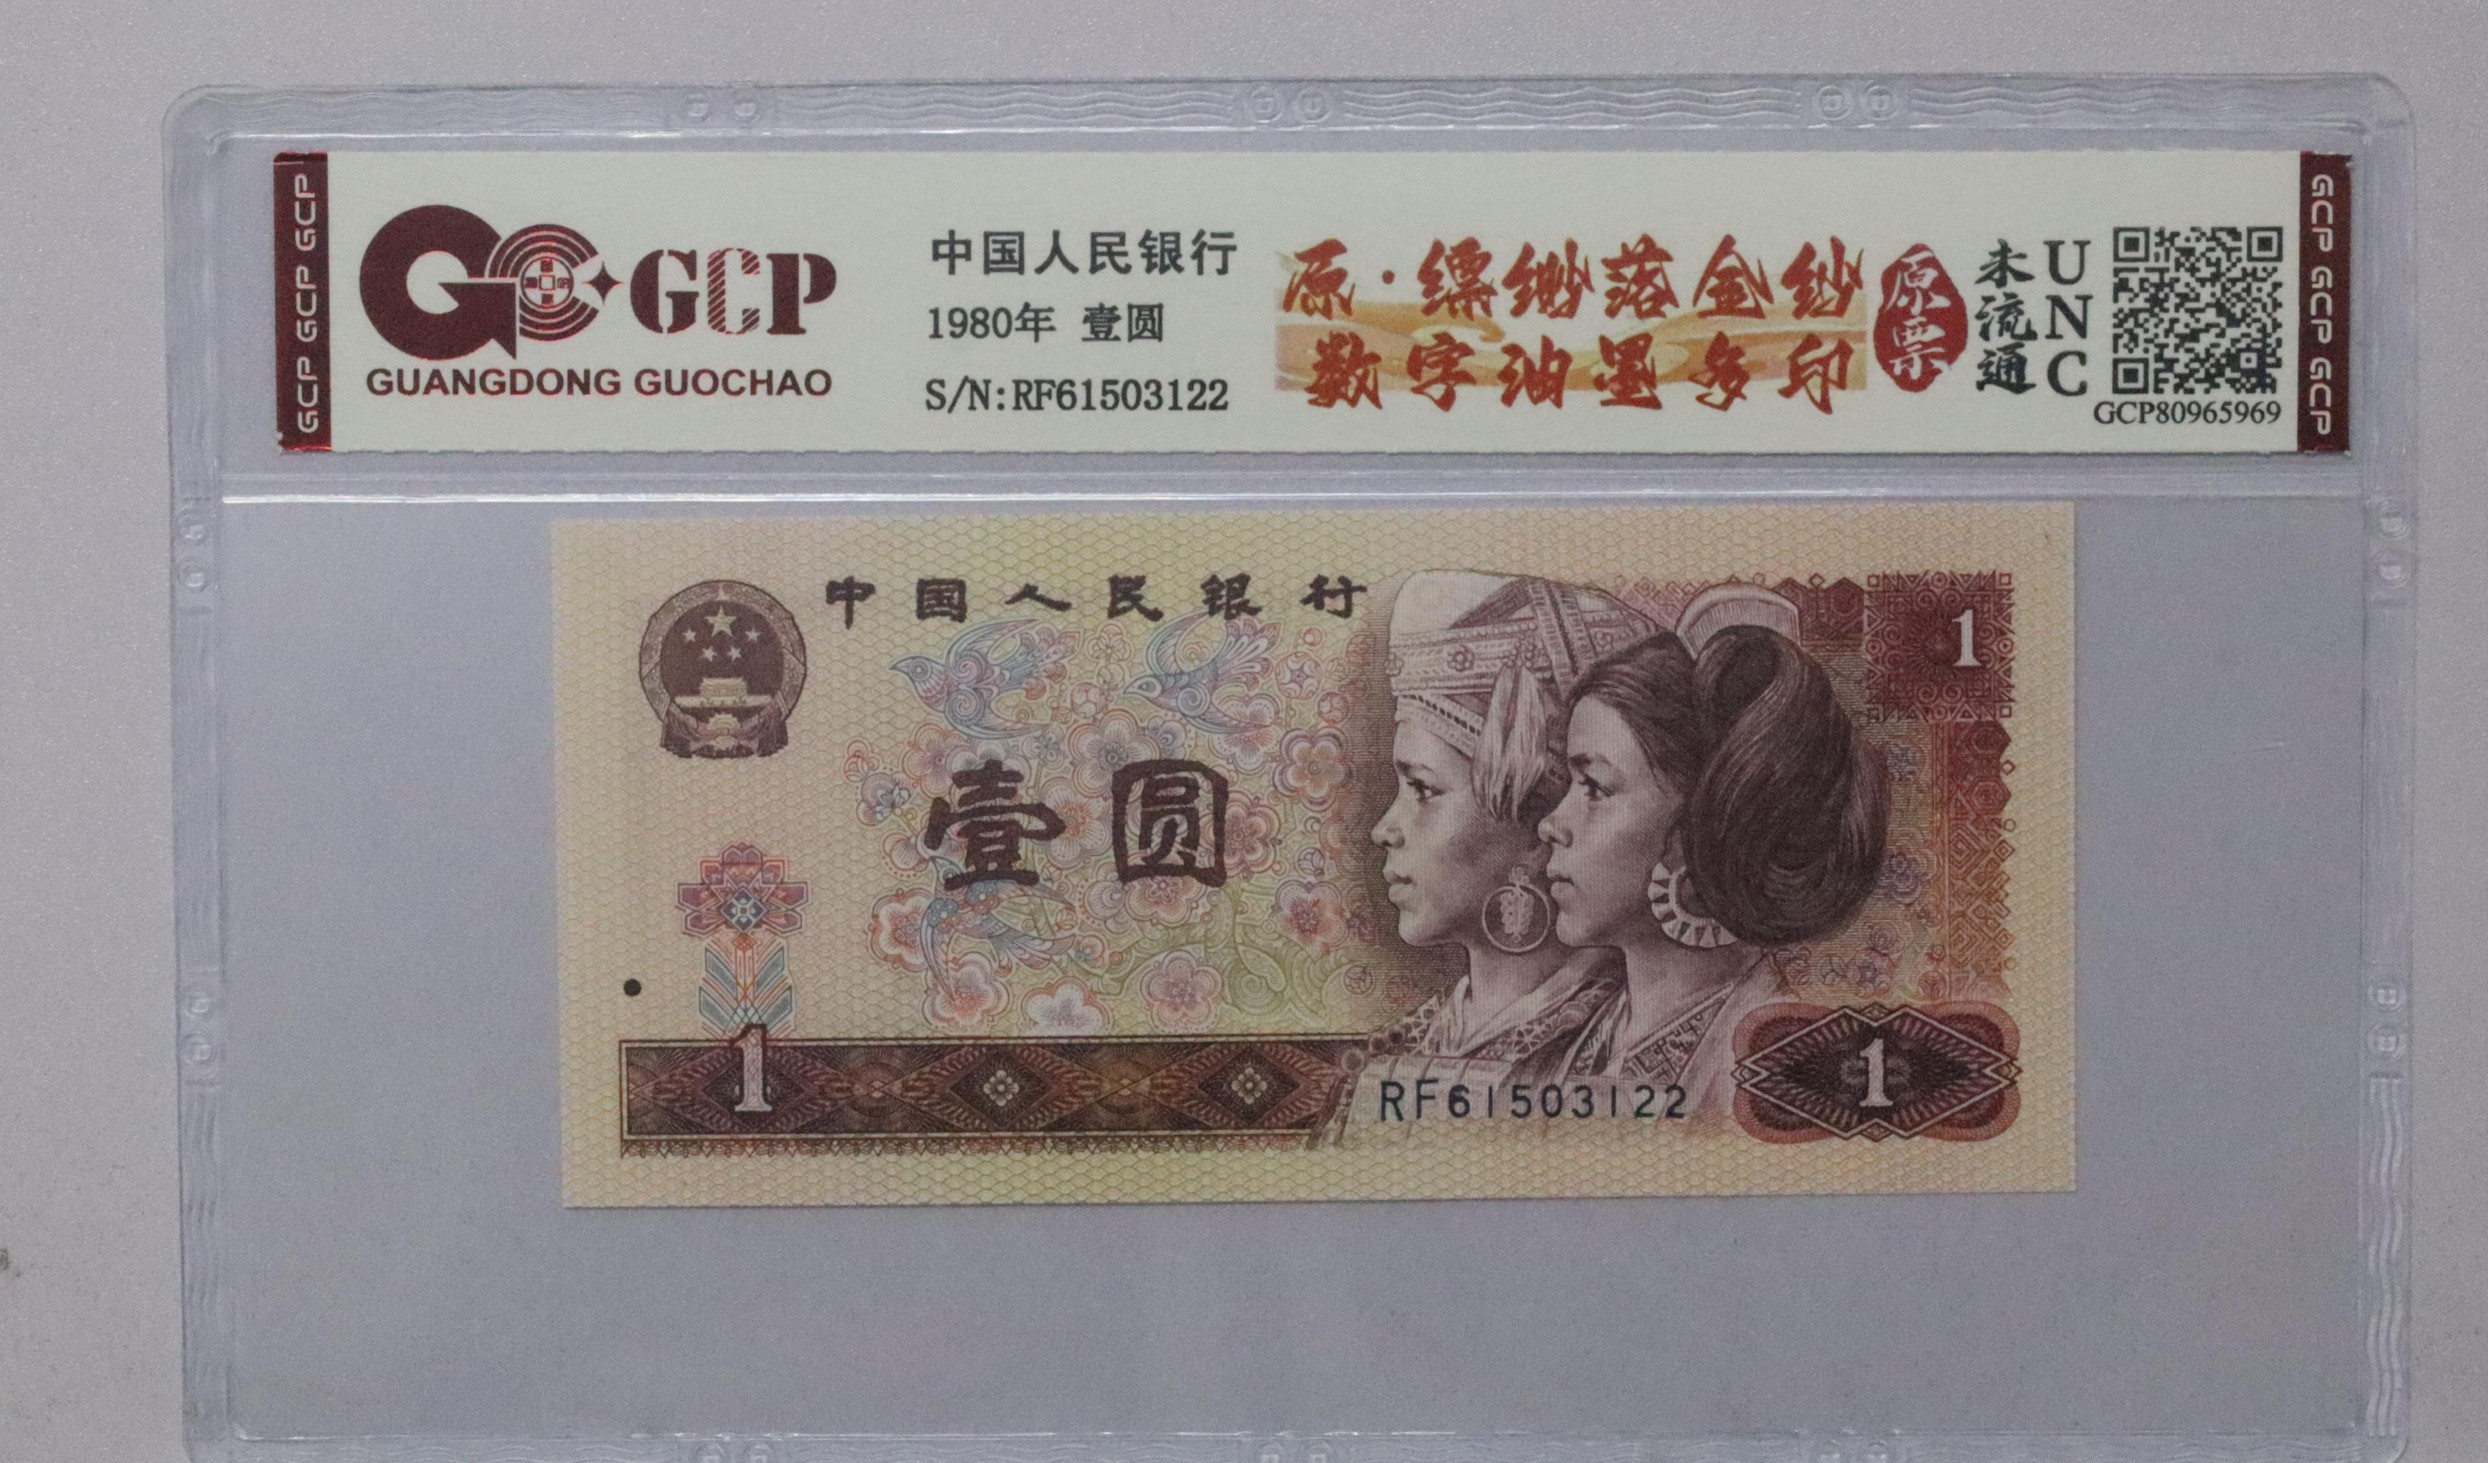 GCP GCP GCP
GCP
GUANGDONG GUOCHAO
中国人民银行
1980年 壹圆
S/N:RF61503122
原·缥缈落金纱
数字油墨多印
原票
未流通
UNC
GCP80965969
GCP GCP GCP
中国人民银行
1
壹圆
1
RF61503122
1